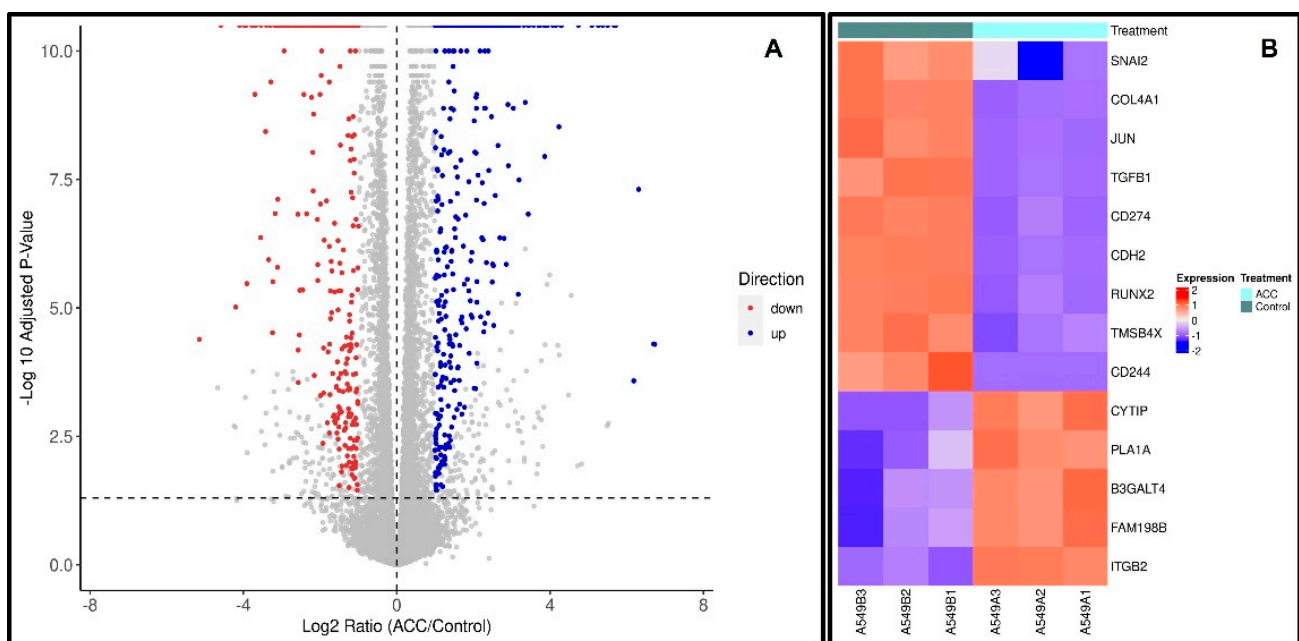 A
10.0
7.5
5.0
2.5
0.0
-Log 10 Adjusted P-Value
-8
-4
0
4
8
Log2 Ratio (ACC/Control)
Direction
down
up
B
Treatment
SNAI2
COL4A1
JUN
TGFB1
CD274
CDH2
RUNX2
TMSB4X
CD244
CYTIP
PLA1A
B3GALT4
FAM198B
ITGB2
A549B3
A549B2
A549B1
A549A3
A549A2
A549A1
Expression
2
1
0
-1
-2
Treatment
ACC
Control